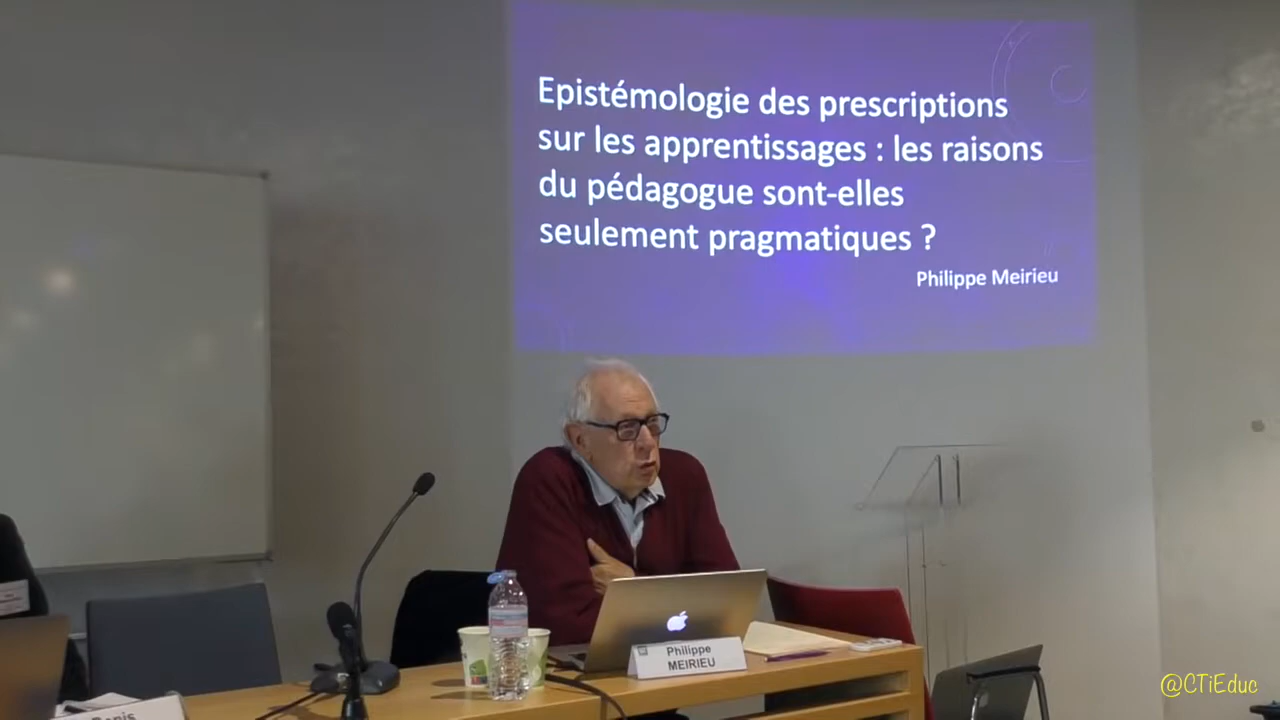 Epistémologie des prescriptions
sur les apprentissages : les raisons
du pédagogue sont-elles
seulement pragmatiques ?
Philippe Meirieu
Philippe
MEIRIEU
Denis
@CTiEduc